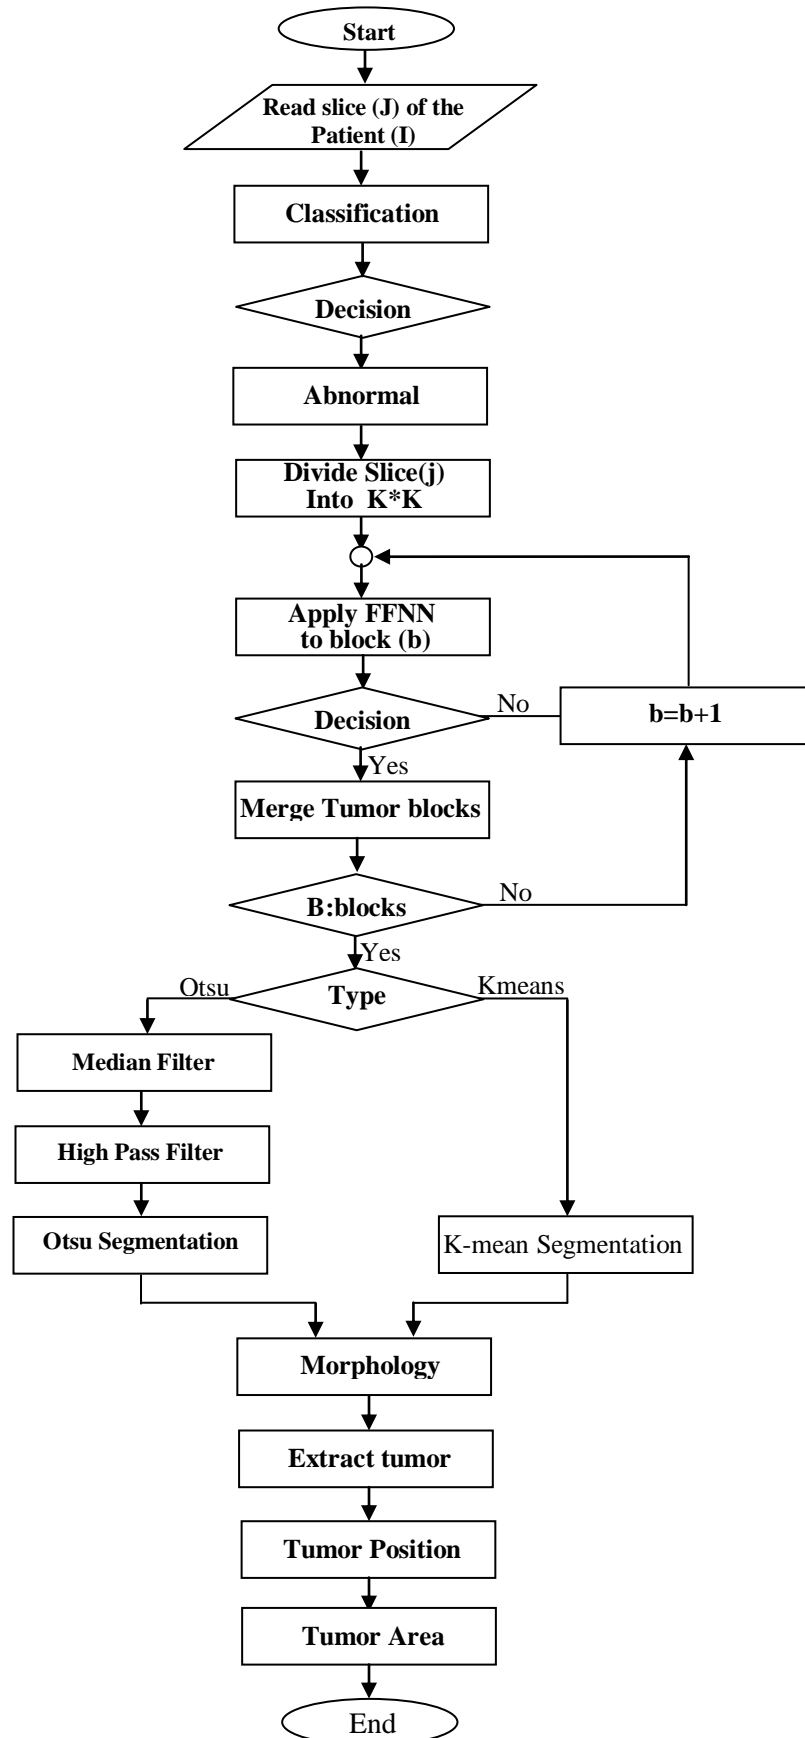 Start
Read slice (J) of the
Patient (I)
Classification
Decision
Abnormal
Divide Slice(j)
Into K*K
Apply FFNN
to block (b)
Decision
No
b=b+1
Yes
Merge Tumor blocks
B:blocks
No
Yes
Type
Otsu
Kmeans
Median Filter
High Pass Filter
Otsu Segmentation
K-mean Segmentation
Morphology
Extract tumor
Tumor Position
Tumor Area
End